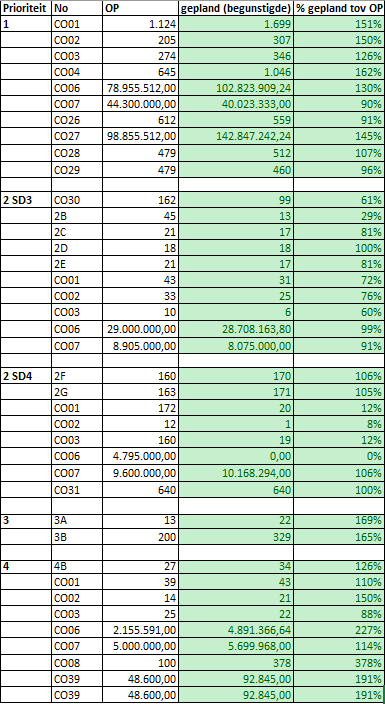 Prioriteit No OP gepland (begunstigde) % gepland tov OP
1 CO01 1.124 1.699 151%
CO02 205 307 150%
CO03 274 346 126%
CO04 645 1.046 162%
CO06 78.955.512,00 102.823.909,24 130%
CO07 44.300.000,00 40.023.333,00 90%
CO26 612 559 91%
CO27 98.855.512,00 142.847.242,24 145%
CO28 479 512 107%
CO29 479 460 96%
2 SD3 CO30 162 99 61%
2B 45 13 29%
2C 21 17 81%
2D 18 18 100%
2E 21 17 81%
CO01 43 31 72%
CO02 33 25 76%
CO03 10 6 60%
CO06 29.000.000,00 28.708.163,80 99%
CO07 8.905.000,00 8.075.000,00 91%
2 SD4 2F 160 170 106%
2G 163 171 105%
CO01 172 20 12%
CO02 12 1 8%
CO03 160 19 12%
CO06 4.795.000,00 0,00 0%
CO07 9.600.000,00 10.168.294,00 106%
CO31 640 640 100%
3 3A 13 22 169%
3B 200 329 165%
4 4B 27 34 126%
CO01 39 43 110%
CO02 14 21 150%
CO03 25 22 88%
CO06 2.155.591,00 4.891.366,64 227%
CO07 5.000.000,00 5.699.968,00 114%
CO08 100 378 378%
CO39 48.600,00 92.845,00 191%
CO39 48.600,00 92.845,00 191%